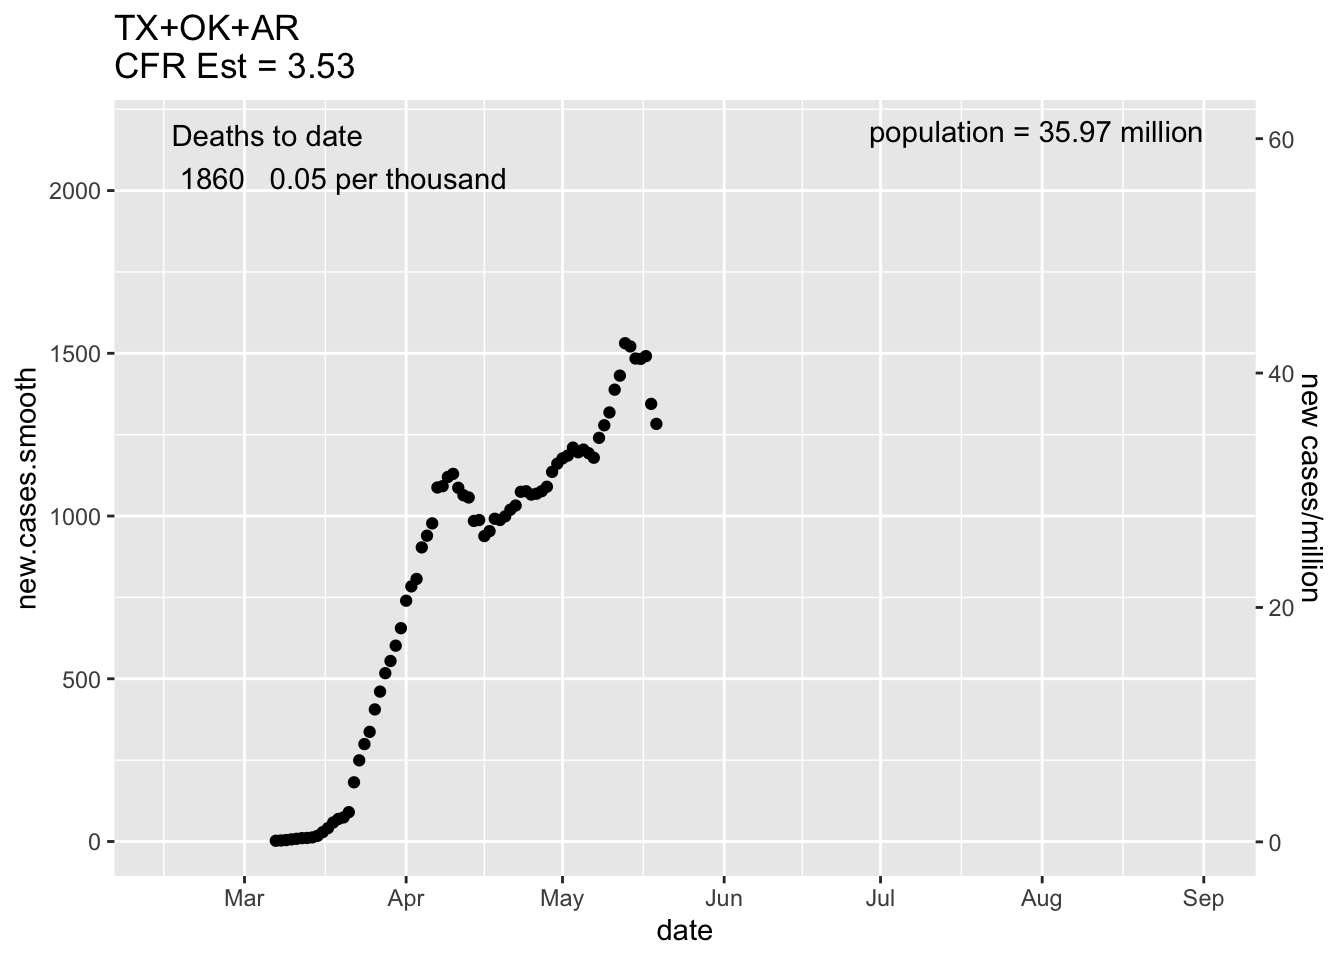 TX+OK+AR
CFR Est = 3.53
Deaths to date
1860   0.05 per thousand
population = 35.97 million
2000
1500
1000
500
0
new.cases.smooth
60
40
20
0
new cases/million
Mar Apr May Jun Jul Aug Sep
date